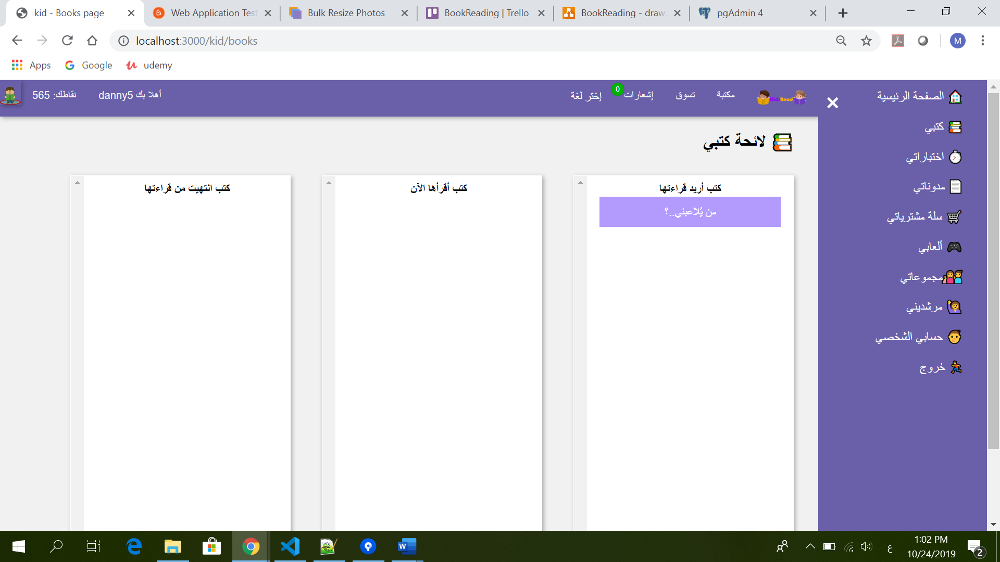 kid - Books page
Web Application Test
Bulk Resize Photos
BookReading | Trello
BookReading - draw.
pgAdmin 4
localhost:3000/kid/books
M
Apps
Google
udemy
KidsRead
مكتبة
تسوق
إشعارات
0
إختر لغة
أهلا بك danny5
نقاطك: 565
×
الصفحة الرئيسية
كتبي
اختباراتي
مدوناتي
سلة مشترياتي
ألعابي
مجموعاتي
مرشديني
حسابي الشخصي
خروج
لائحة كتبي
كتب أريد قراءتها
من يُلاعبني..؟
كتب أقرأها الآن
كتب انتهيت من قراءتها
W
ع
1:02 PM
10/24/2019
2